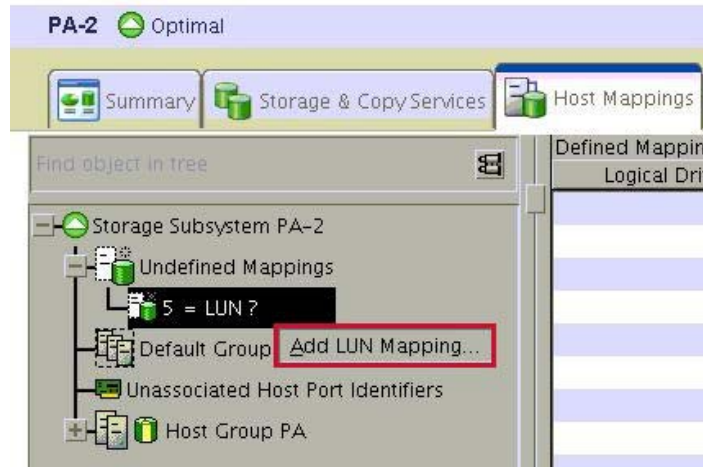 PA-2 Optimal
Summary Storage & Copy Services Host Mappings
Find object in tree
Defined Mappin
Logical Dri
Storage Subsystem PA-2
Undefined Mappings
5 = LUN ?
Default Group Add LUN Mapping...
Unassociated Host Port Identifiers
Host Group PA